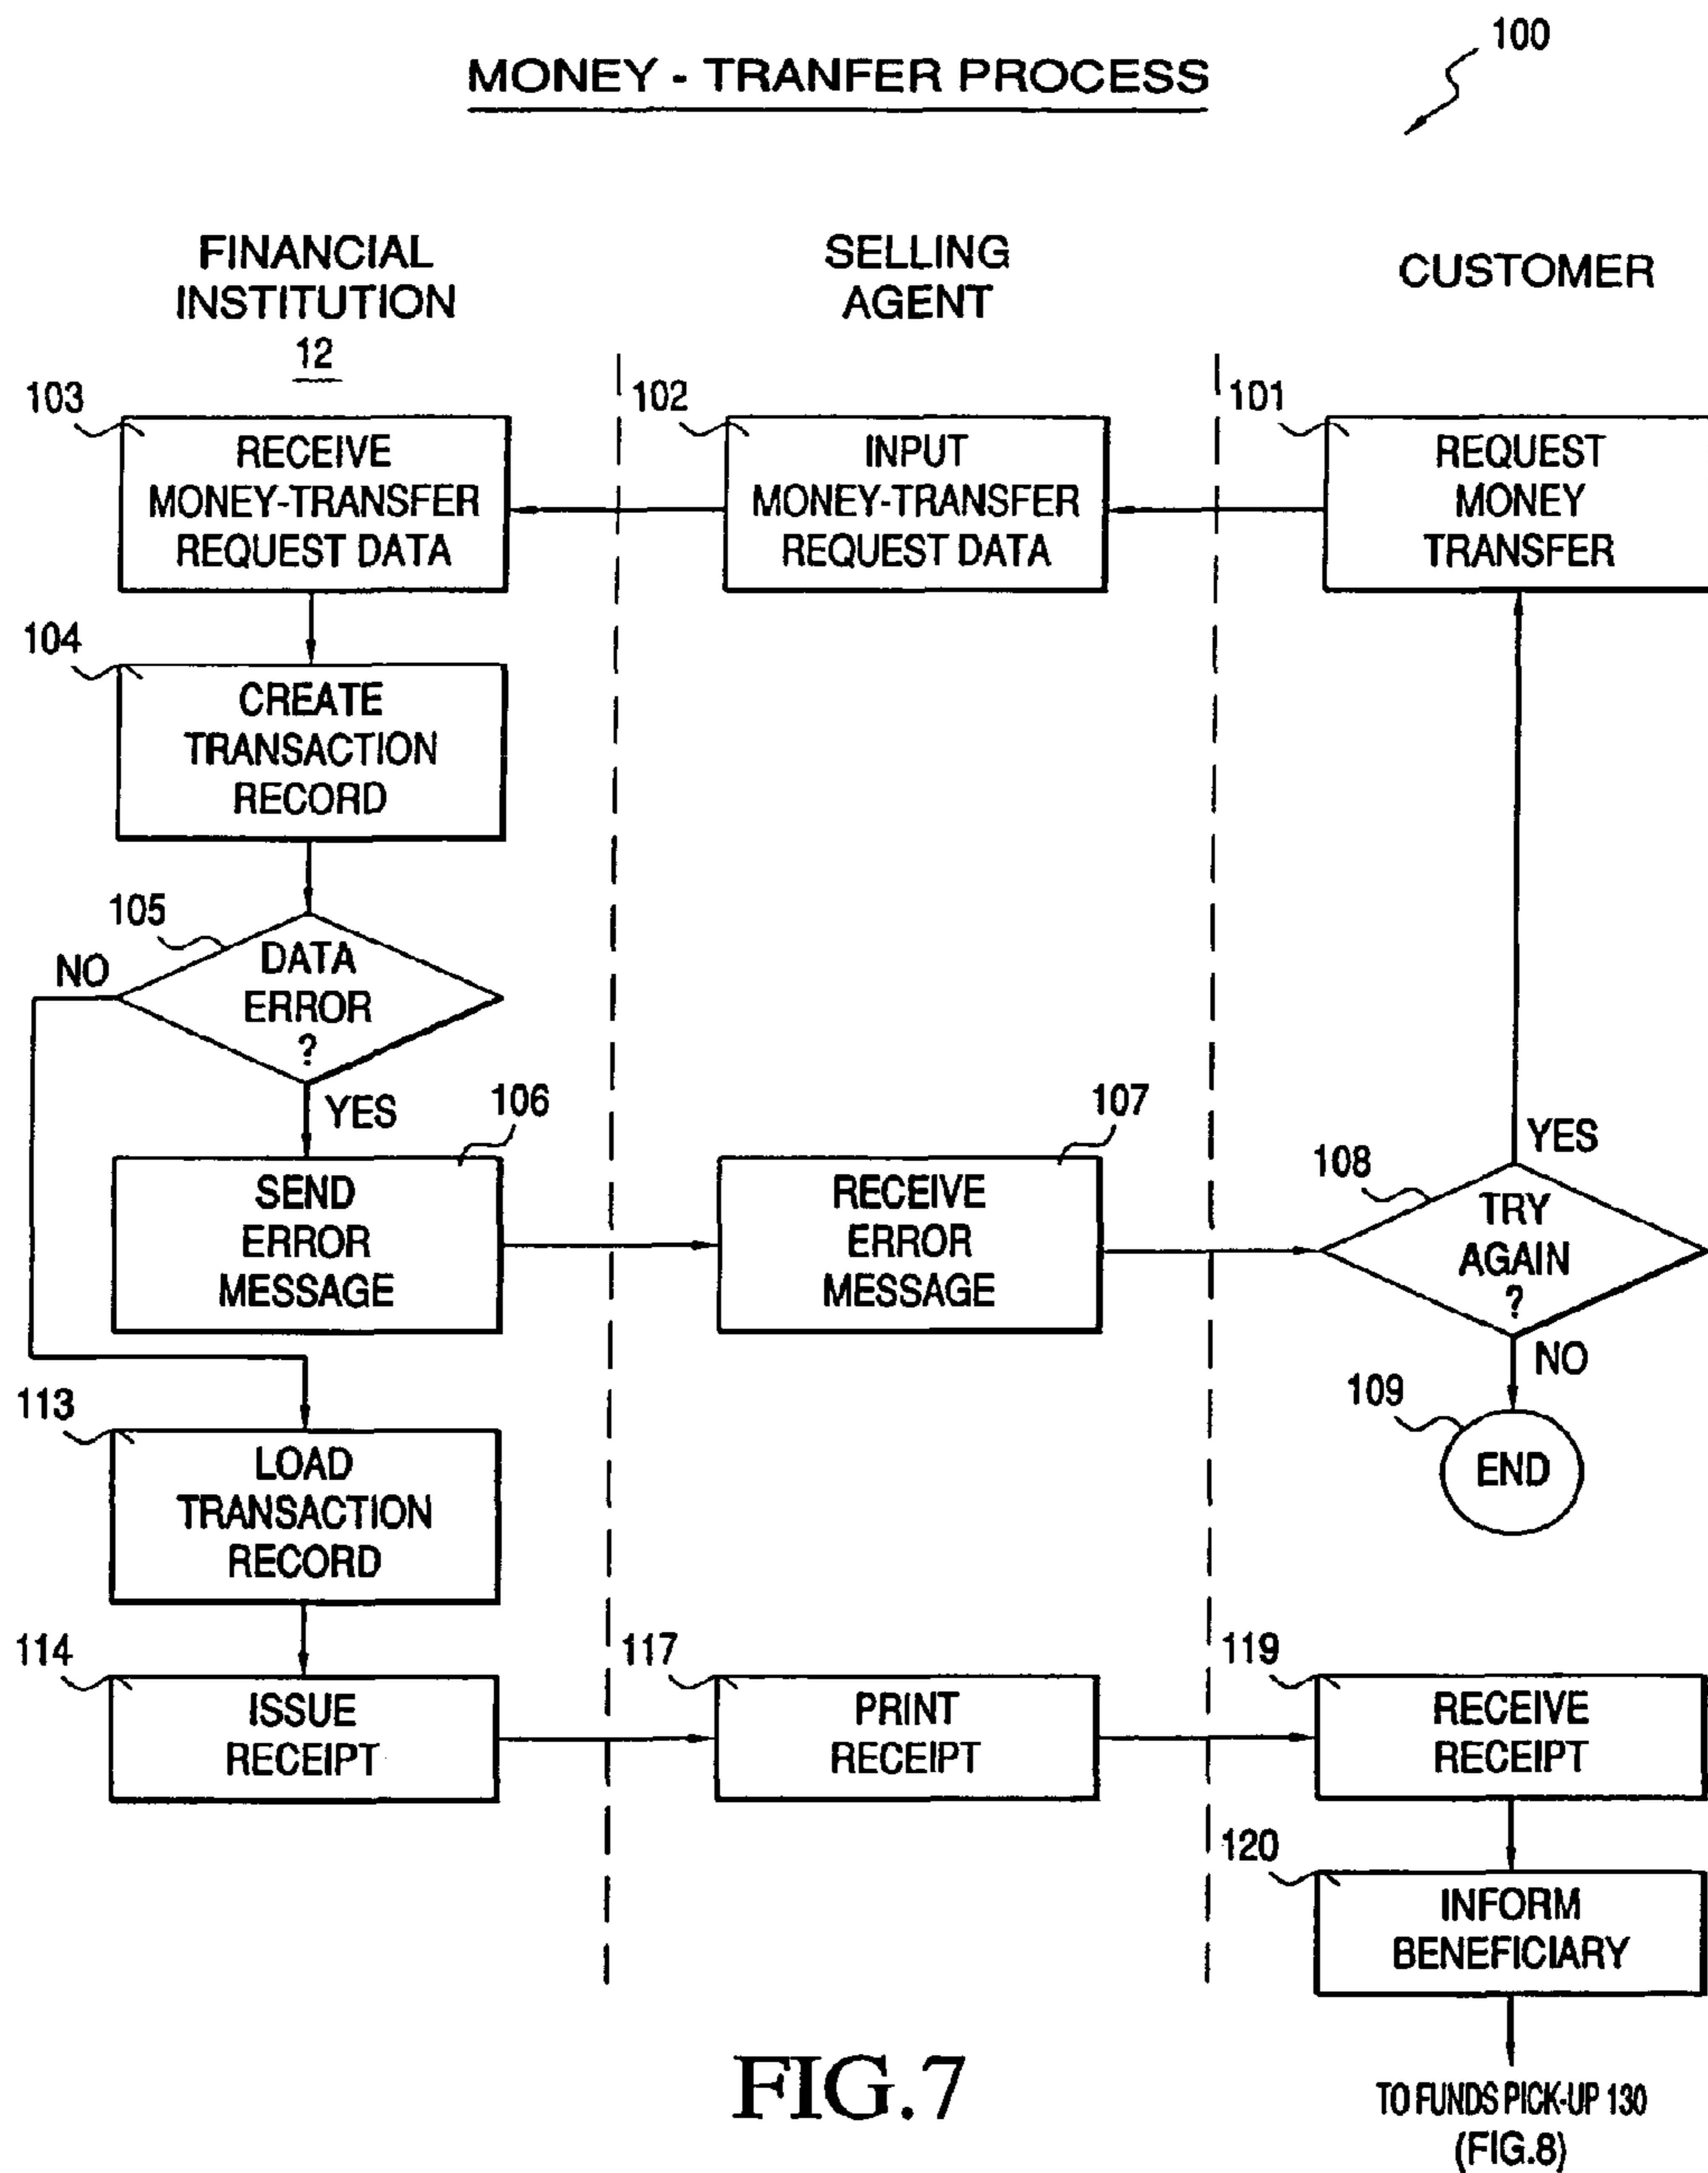 100
MONEY - TRANFER PROCESS
FINANCIAL
INSTITUTION
12
SELLING
AGENT
CUSTOMER
103
RECEIVE
MONEY-TRANSFER
REQUEST DATA
102
INPUT
MONEY-TRANSFER
REQUEST DATA
101
REQUEST
MONEY
TRANSFER
104
CREATE
TRANSACTION
RECORD
105
DATA
ERROR
?
NO
YES
106
SEND
ERROR
MESSAGE
107
RECEIVE
ERROR
MESSAGE
108
TRY
AGAIN
?
YES
NO
109
END
113
LOAD
TRANSACTION
RECORD
114
ISSUE
RECEIPT
117
PRINT
RECEIPT
119
RECEIVE
RECEIPT
120
INFORM
BENEFICIARY
TO FUNDS PICK-UP 130
(FIG.8)
FIG.7